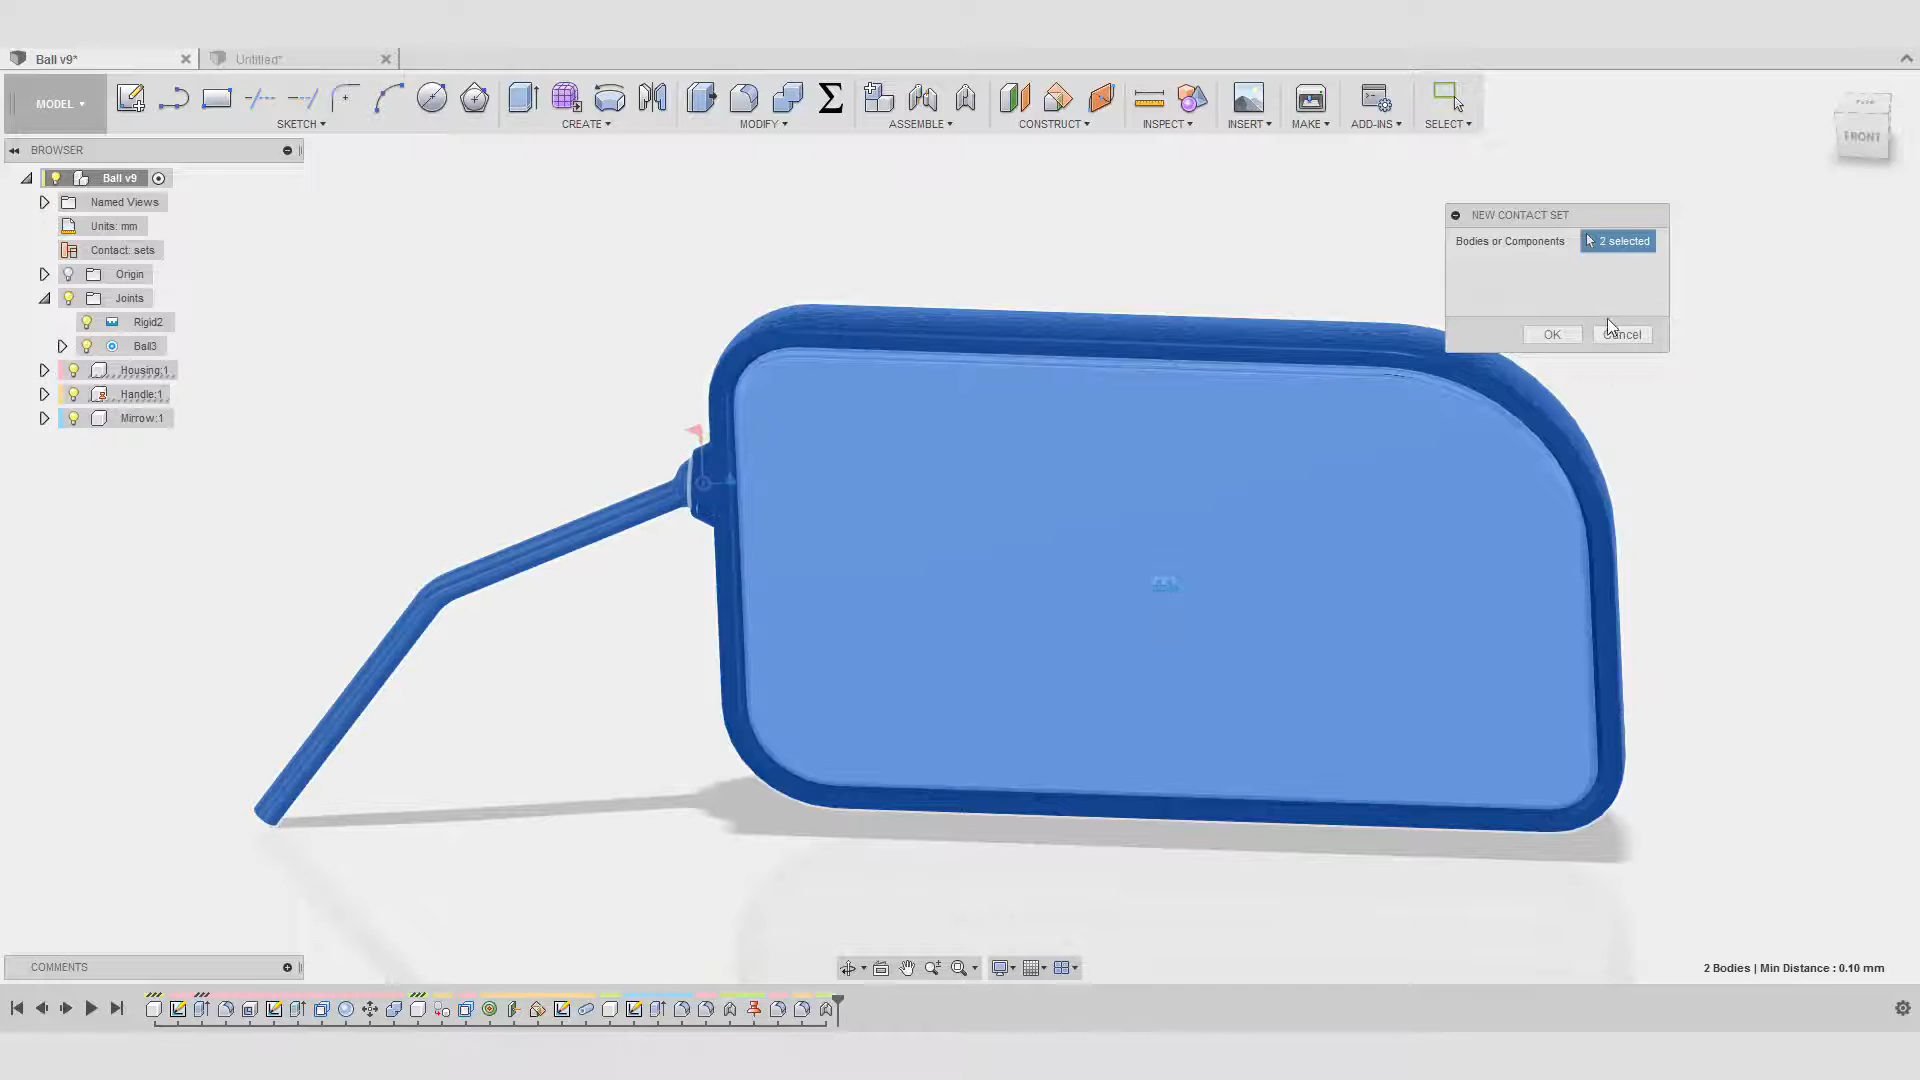 Ball v9*
Untitled*
MODEL
SKETCH
CREATE
MODIFY
ASSEMBLE
CONSTRUCT
INSPECT
INSERT
MAKE
ADD-INS
SELECT
FRONT
BROWSER
Ball v9
Named Views
Units: mm
Contact: sets
Origin
Joints
Rigid2
Ball3
Housing:1
Handle:1
Mirrow:1
NEW CONTACT SET
Bodies or Components
2 selected
OK
Cancel
COMMENTS
2 Bodies | Min Distance : 0.10 mm